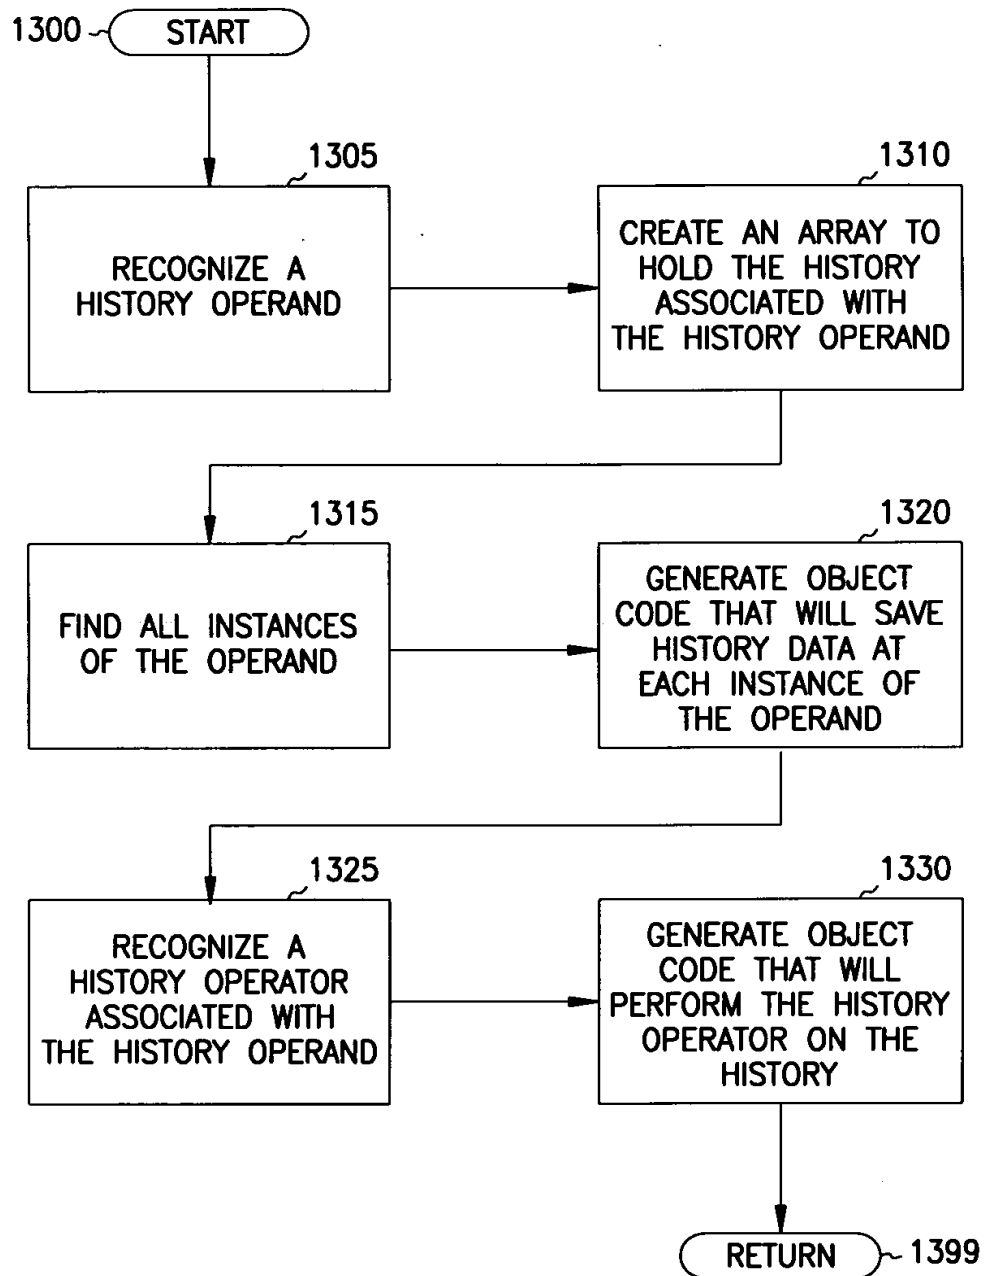 1300
START
1305
RECOGNIZE A
HISTORY OPERAND
1310
CREATE AN ARRAY TO
HOLD THE HISTORY
ASSOCIATED WITH
THE HISTORY OPERAND
1315
FIND ALL INSTANCES
OF THE OPERAND
1320
GENERATE OBJECT
CODE THAT WILL SAVE
HISTORY DATA AT
EACH INSTANCE OF
THE OPERAND
1325
RECOGNIZE A
HISTORY OPERATOR
ASSOCIATED WITH
THE HISTORY OPERAND
1330
GENERATE OBJECT
CODE THAT WILL
PERFORM THE HISTORY
OPERATOR ON THE
HISTORY
RETURN
1399